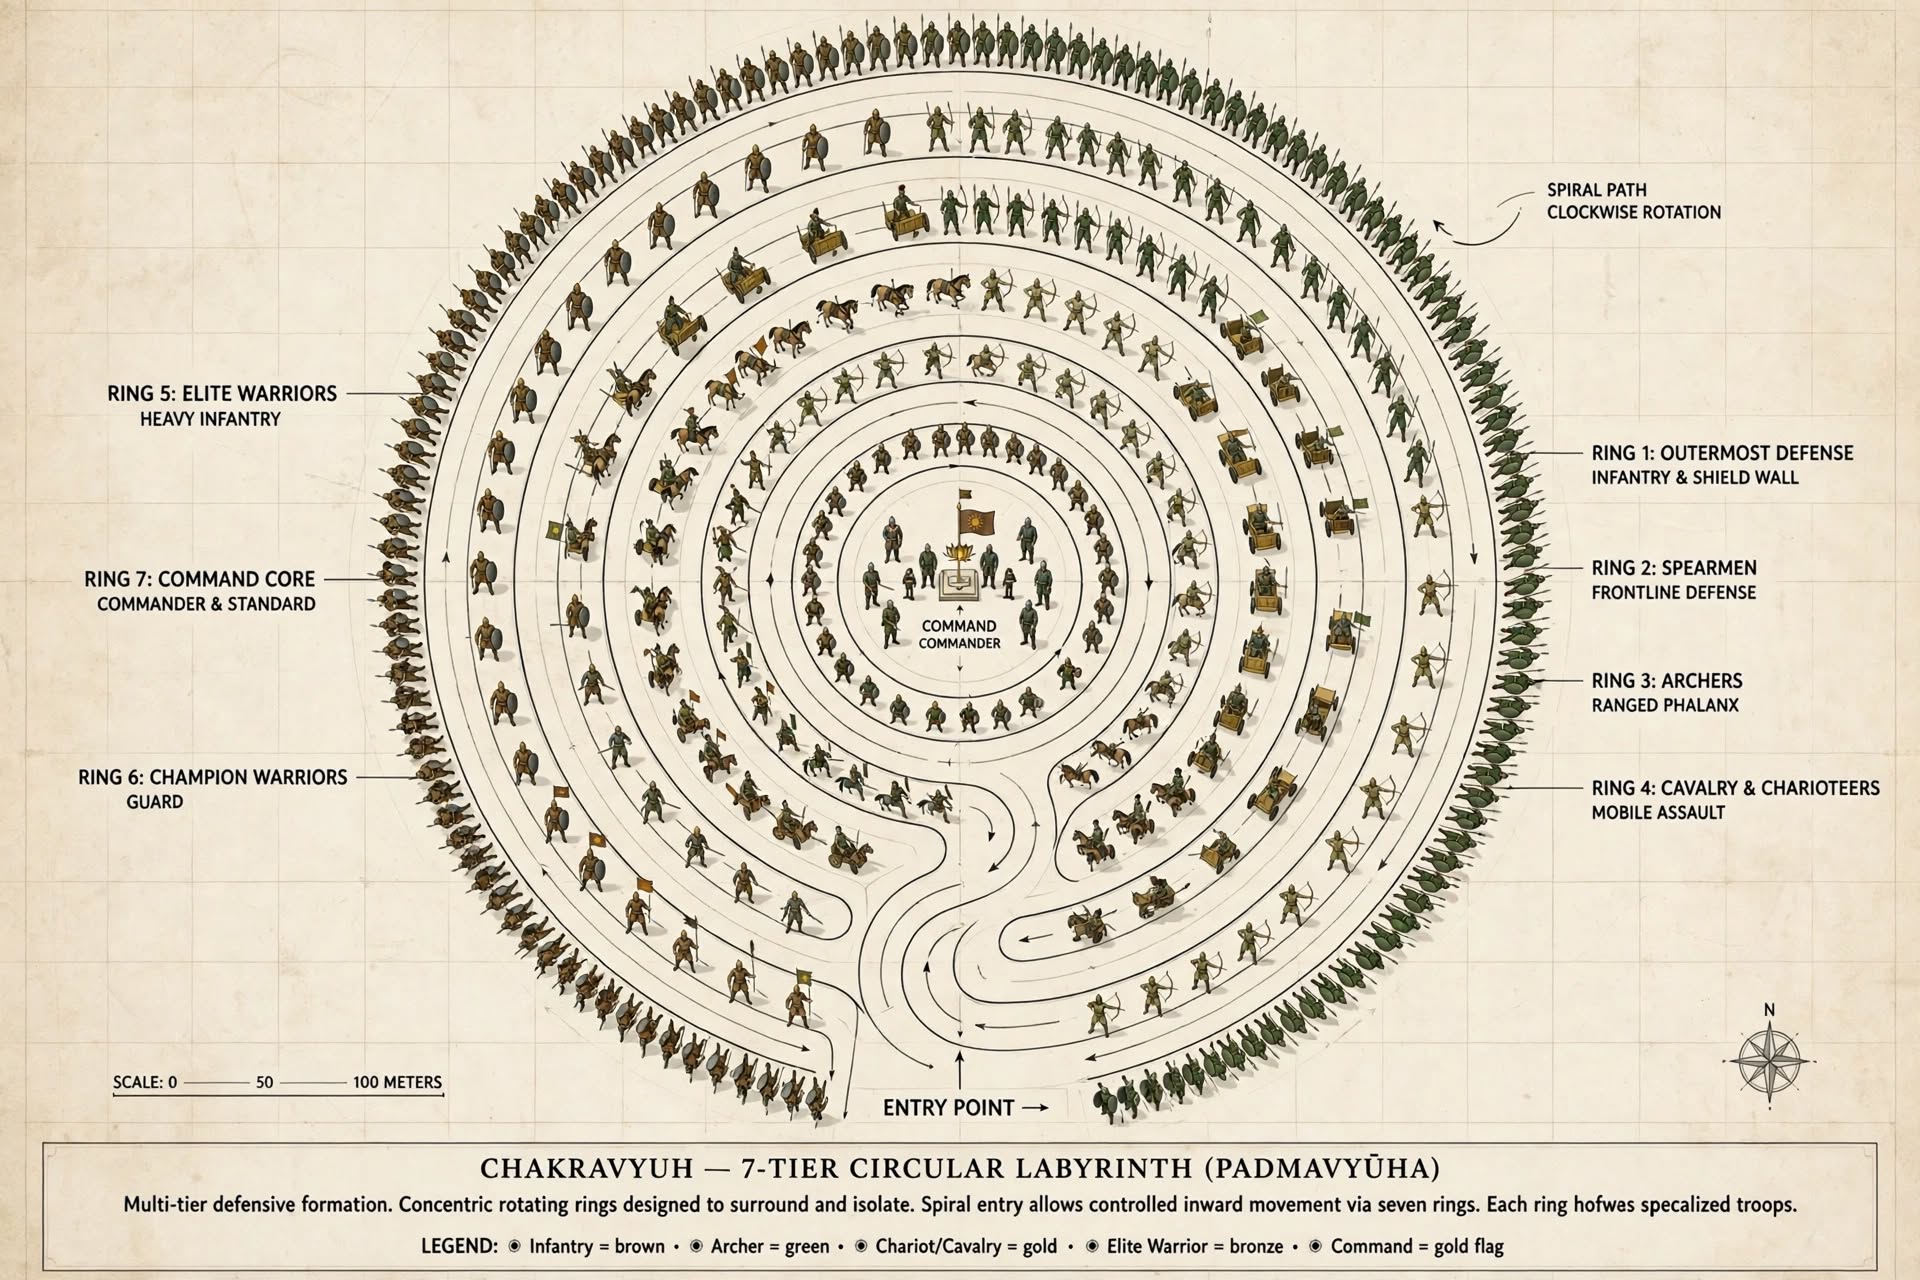 SPIRAL PATH
CLOCKWISE ROTATION
RING 5: ELITE WARRIORS
HEAVY INFANTRY
RING 1: OUTERMOST DEFENSE
INFANTRY & SHIELD WALL
RING 7: COMMAND CORE
COMMANDER & STANDARD
RING 2: SPEARMEN
FRONTLINE DEFENSE
COMMAND
COMMANDER
RING 3: ARCHERS
RANGED PHALANX
RING 6: CHAMPION WARRIORS
GUARD
RING 4: CAVALRY & CHARIOTEERS
MOBILE ASSAULT
N
SCALE: 0 50 100 METERS
ENTRY POINT →
CHAKRAVYUH — 7-TIER CIRCULAR LABYRINTH (PADMAVYŪHA)
Multi-tier defensive formation. Concentric rotating rings designed to surround and isolate. Spiral entry allows controlled inward movement via seven rings. Each ring hofwes specalized troops.
LEGEND: ◉ Infantry = brown • ◉ Archer = green • ◉ Chariot/Cavalry = gold • ◉ Elite Warrior = bronze • ◉ Command = gold flag